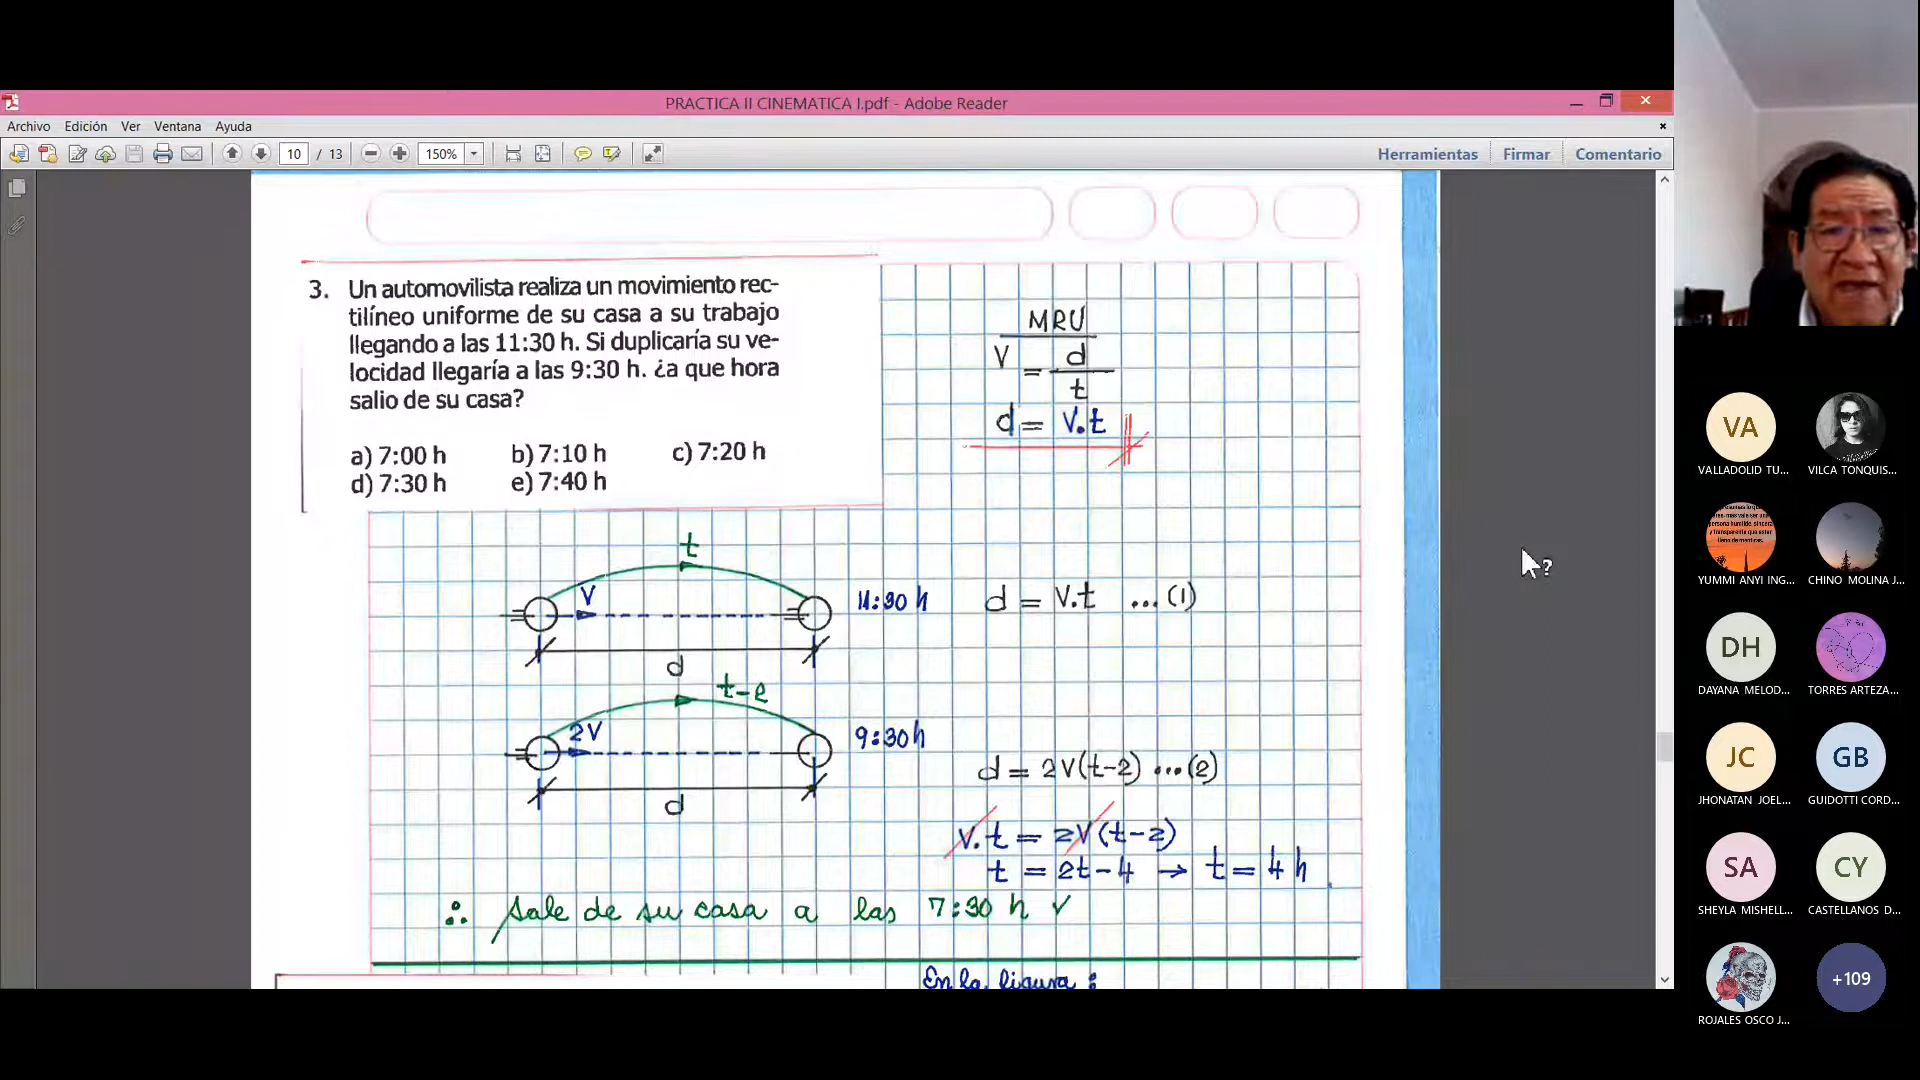 PRACTICA II CINEMATICA I.pdf - Adobe Reader
Archivo Edición Ver Ventana Ayuda
10 / 13 150% Herramientas Firmar Comentario
3. Un automovilista realiza un movimiento rec-
tilíneo uniforme de su casa a su trabajo
llegando a las 11:30 h. Si duplicaría su ve-
locidad llegaría a las 9:30 h. ¿a que hora
salio de su casa?
a) 7:00 h b) 7:10 h c) 7:20 h
d) 7:30 h e) 7:40 h
MRU
V = d/t
d = V.t
t
V
11:30 h
d = V.t ...(1)
d
t-2
2V
9:30 h
d = 2V(t-2) ...(2)
d
V.t = 2V(t-2)
t = 2t-4 → t = 4 h
∴ Sale de su casa a las 7:30 h
En la figura :
VA
VALLADOLID TU...
VILCA TONQUIS...
YUMMI ANYI ING...
CHINO MOLINA J...
DH
DAYANA MELOD...
TORRES ARTEZA...
JC
GB
JHONATAN JOEL...
GUIDOTTI CORD...
SA
CY
SHEYLA MISHELL...
CASTELLANOS D...
+109
ROJALES OSCO J...